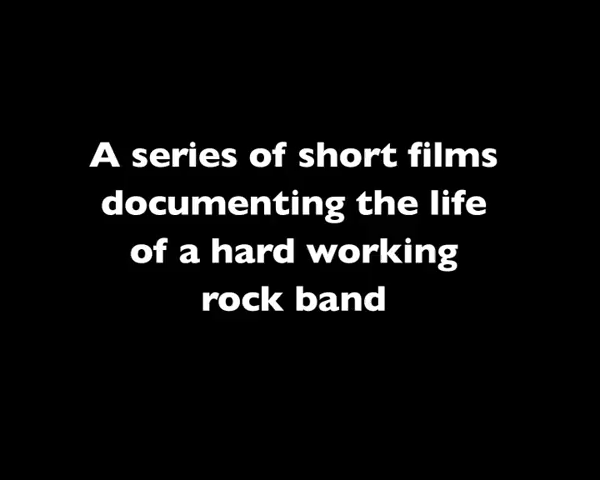 A series of short films
documenting the life
of a hard working
rock band